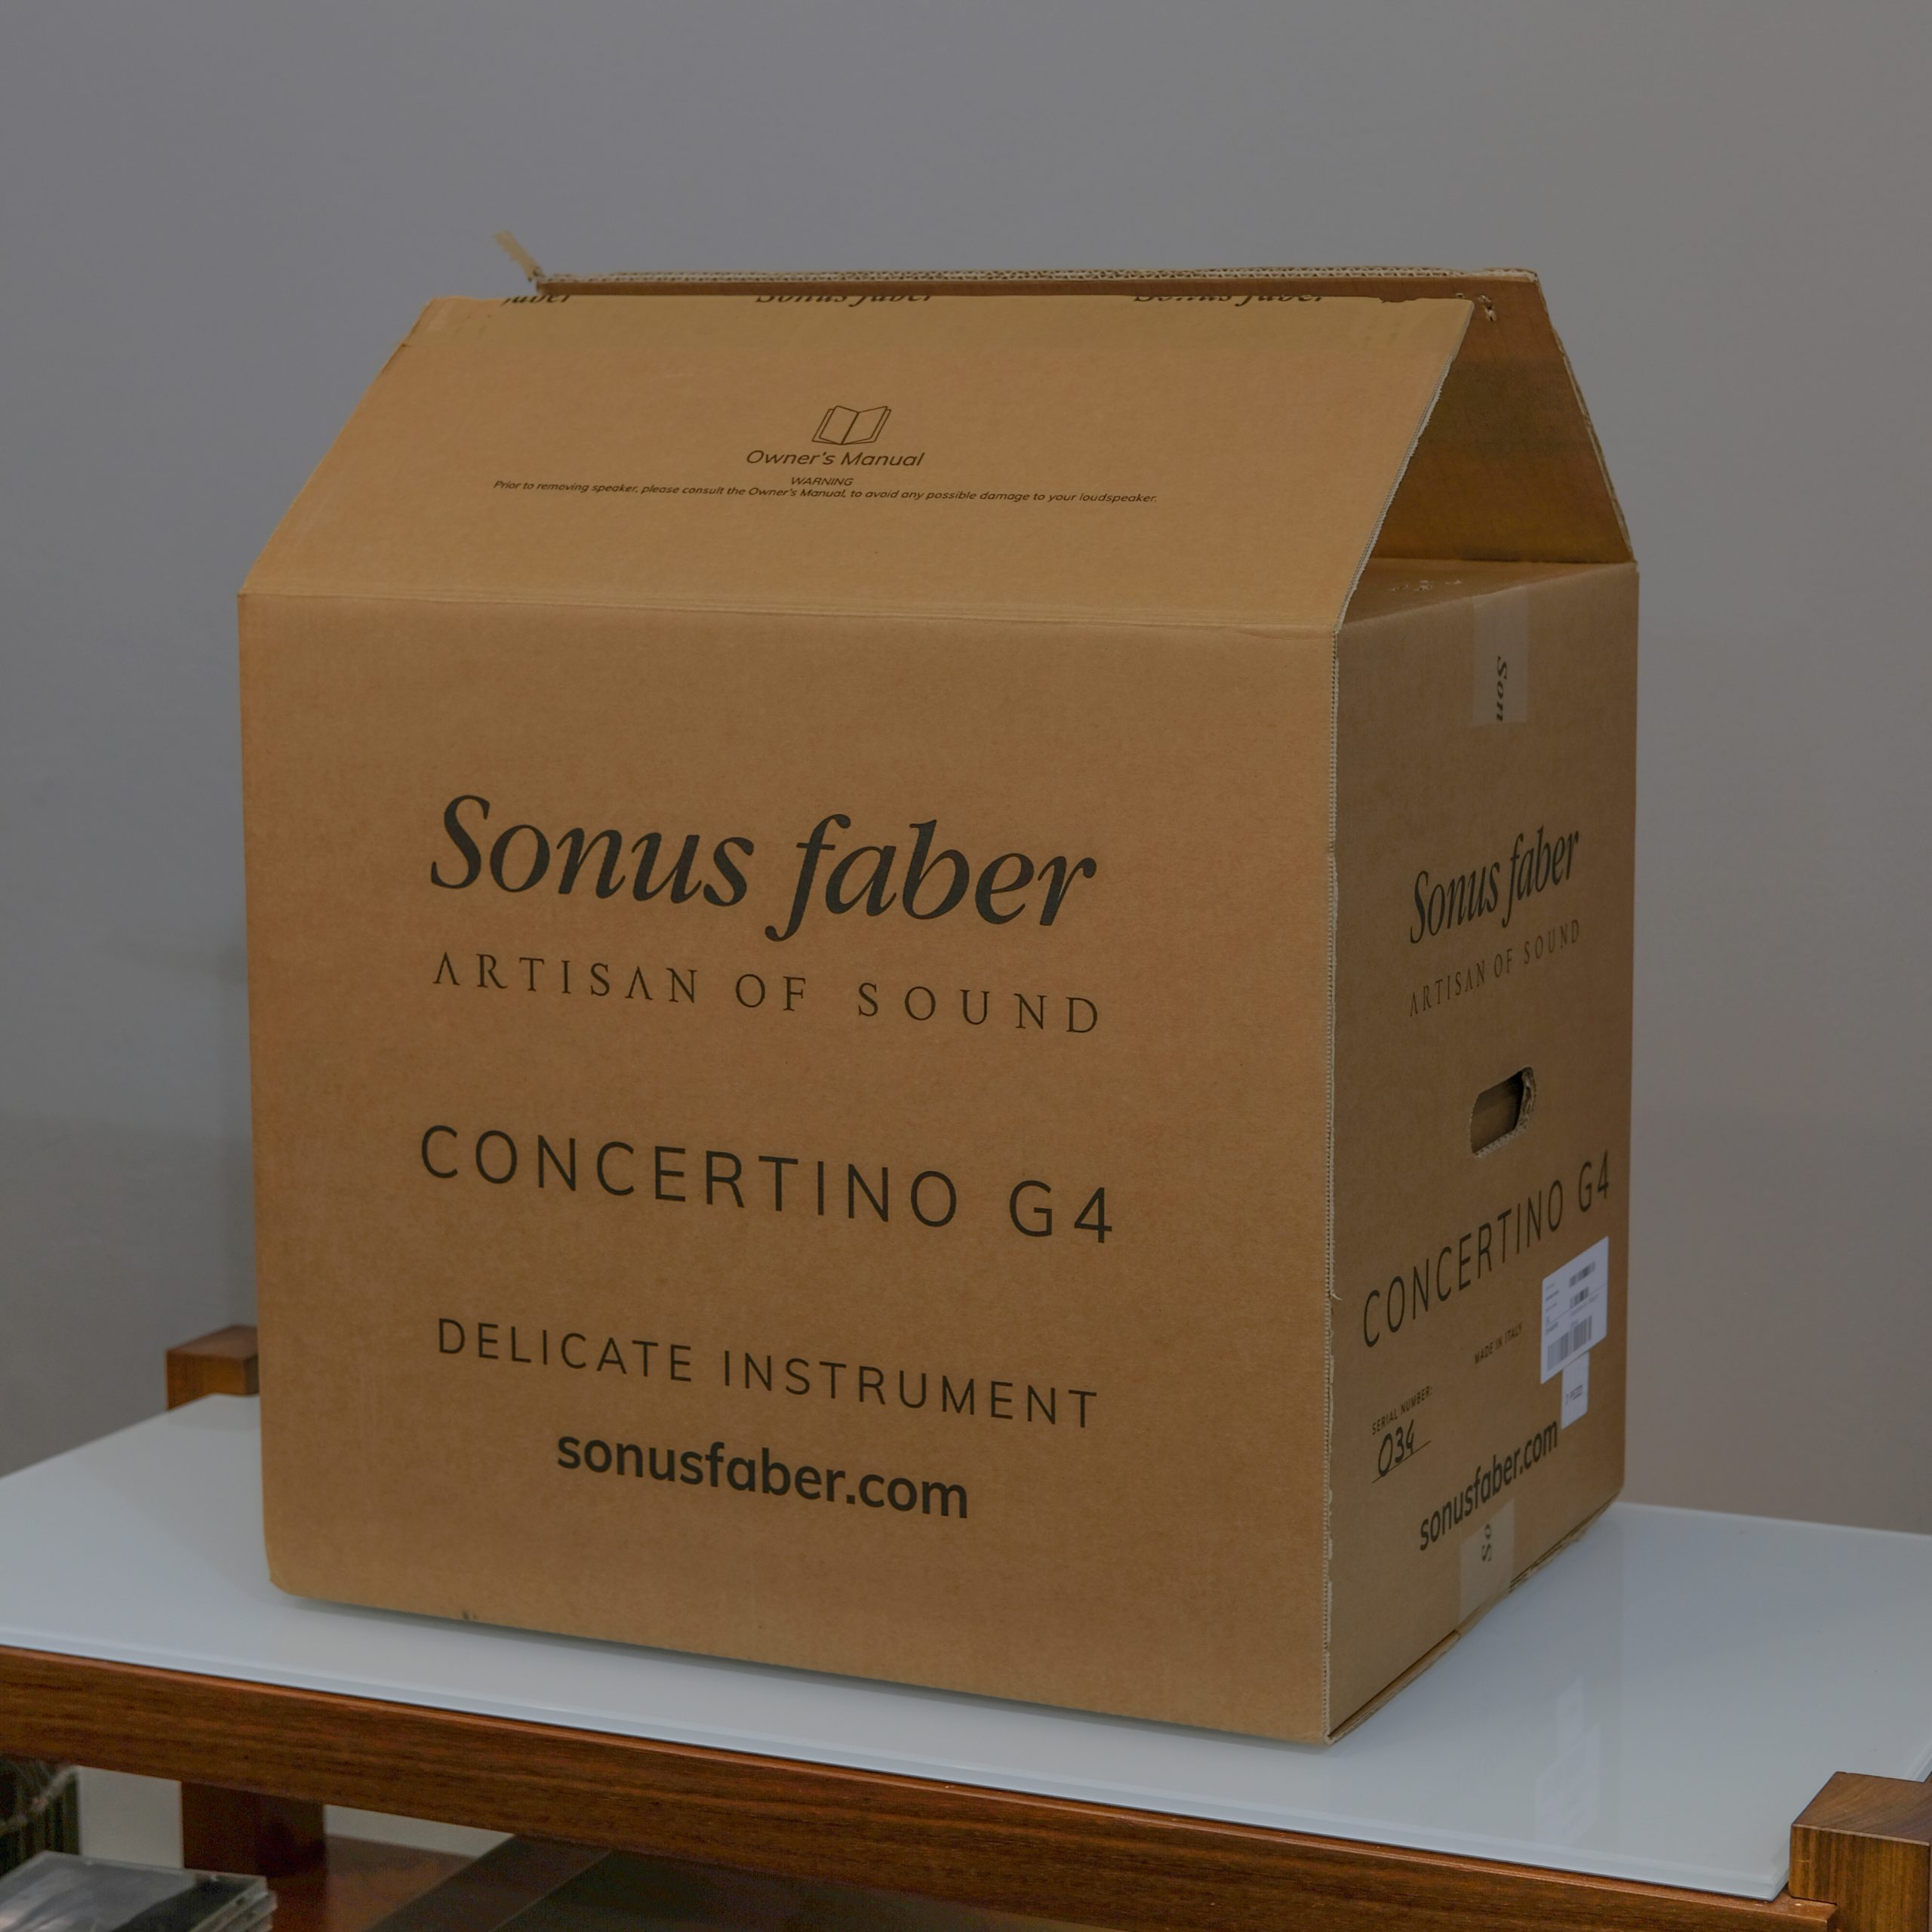 faber Sonus faber Sonus faber
Owner's Manual
WARNING
Prior to removing speaker, please consult the Owner's Manual, to avoid any possible damage to your loudspeaker.
Sonus faber
ARTISAN OF SOUND
CONCERTINO G4
DELICATE INSTRUMENT
sonusfaber.com
Son
Sonus faber
ARTISAN OF SOUND
CONCERTINO G4
MADE IN ITALY
SERIAL NUMBER:
034
sonusfaber.com
So